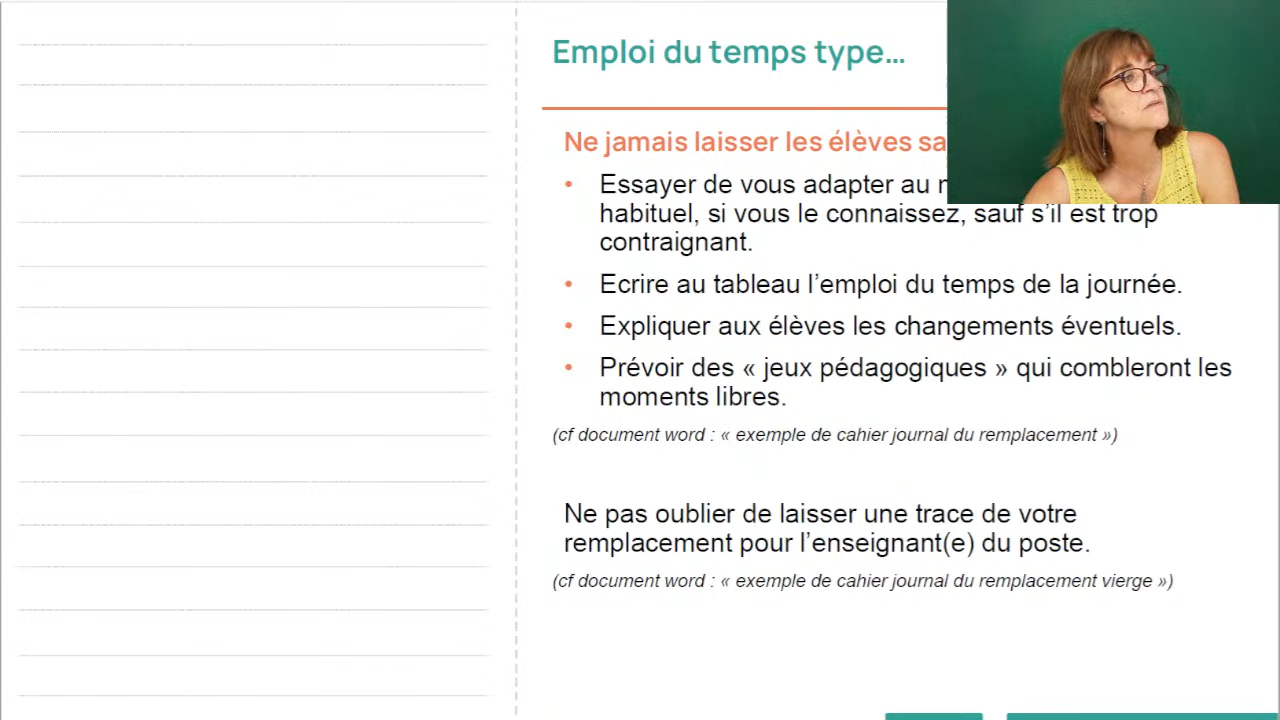 Emploi du temps type...
Ne jamais laisser les élèves
• Essayer de vous adapter au
habituel, si vous le connaissez, sauf s’il est trop
contraignant.
• Ecrire au tableau l’emploi du temps de la journée.
• Expliquer aux élèves les changements éventuels.
• Prévoir des « jeux pédagogiques » qui combleront les
moments libres.
(cf document word : « exemple de cahier journal du remplacement »)
Ne pas oublier de laisser une trace de votre
remplacement pour l’enseignant(e) du poste.
(cf document word : « exemple de cahier journal du remplacement vierge »)